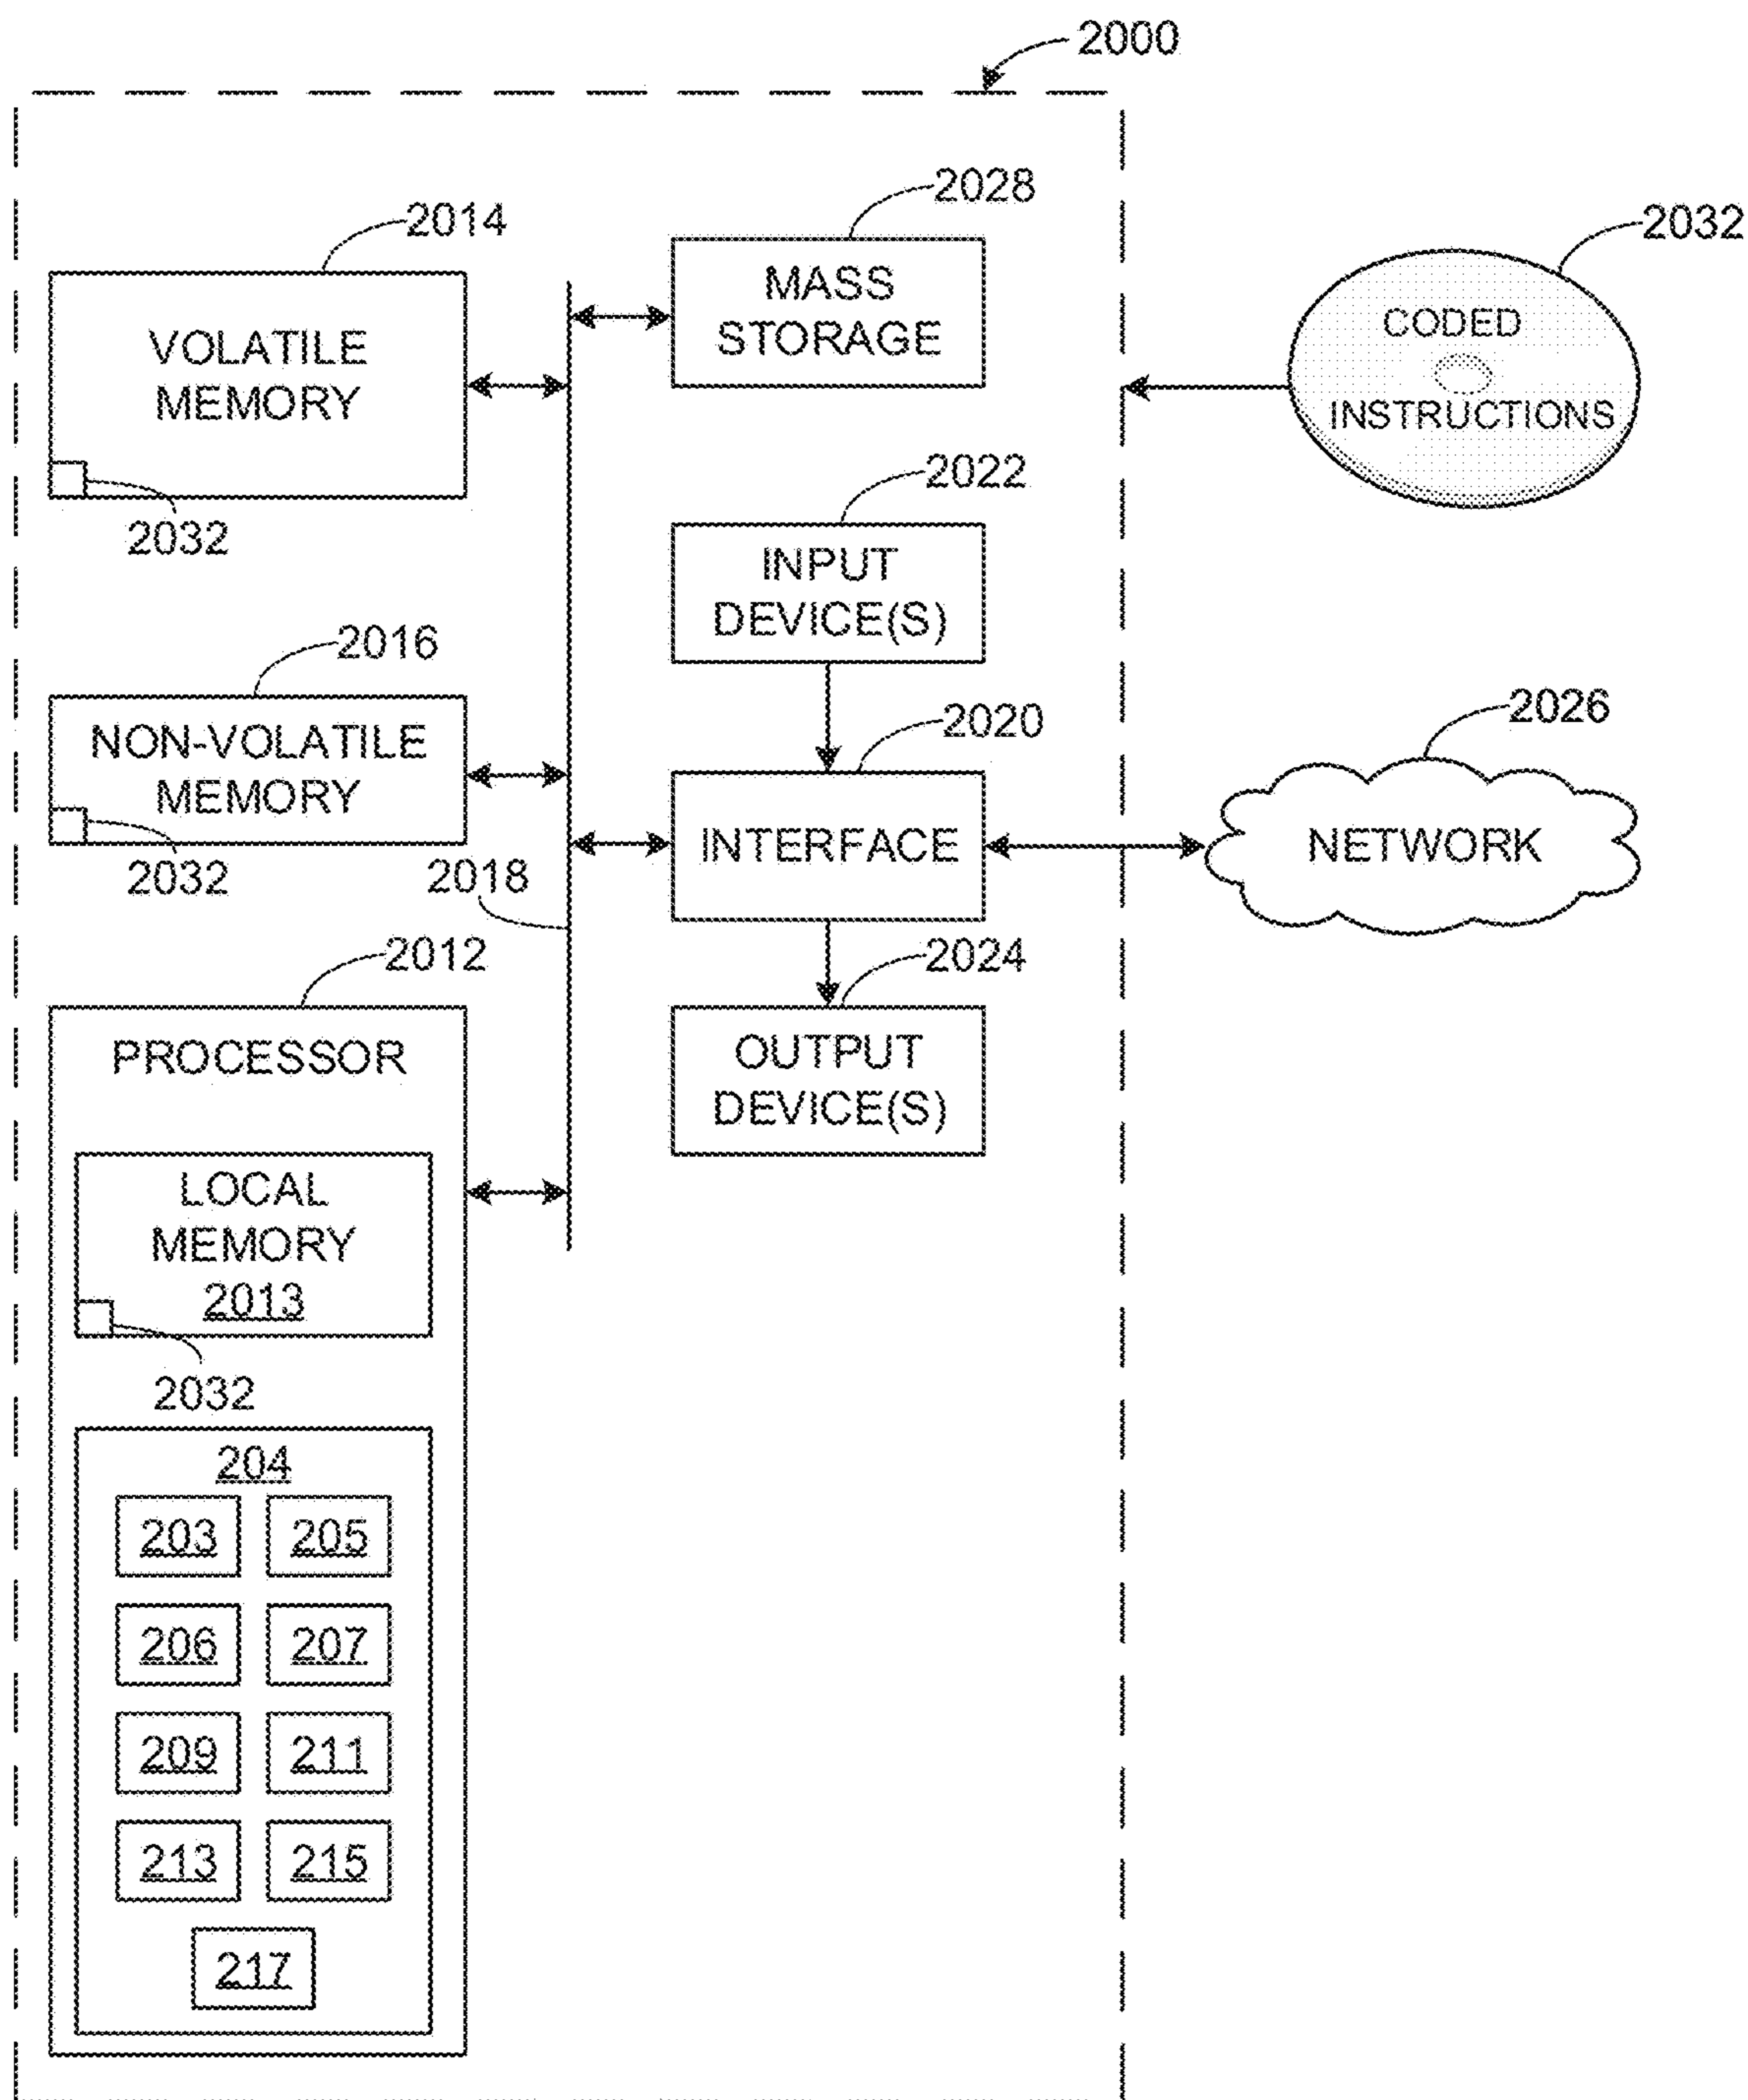 2000
2028
2014
2032
MASS
STORAGE
VOLATILE
MEMORY
CODED
INSTRUCTIONS
2032
2022
INPUT
DEVICE(S)
2016
2020
2026
NON-VOLATILE
MEMORY
INTERFACE
NETWORK
2032
2018
2012
2024
PROCESSOR
OUTPUT
DEVICE(S)
LOCAL
MEMORY
2013
2032
204
203
205
206
207
209
211
213
215
217